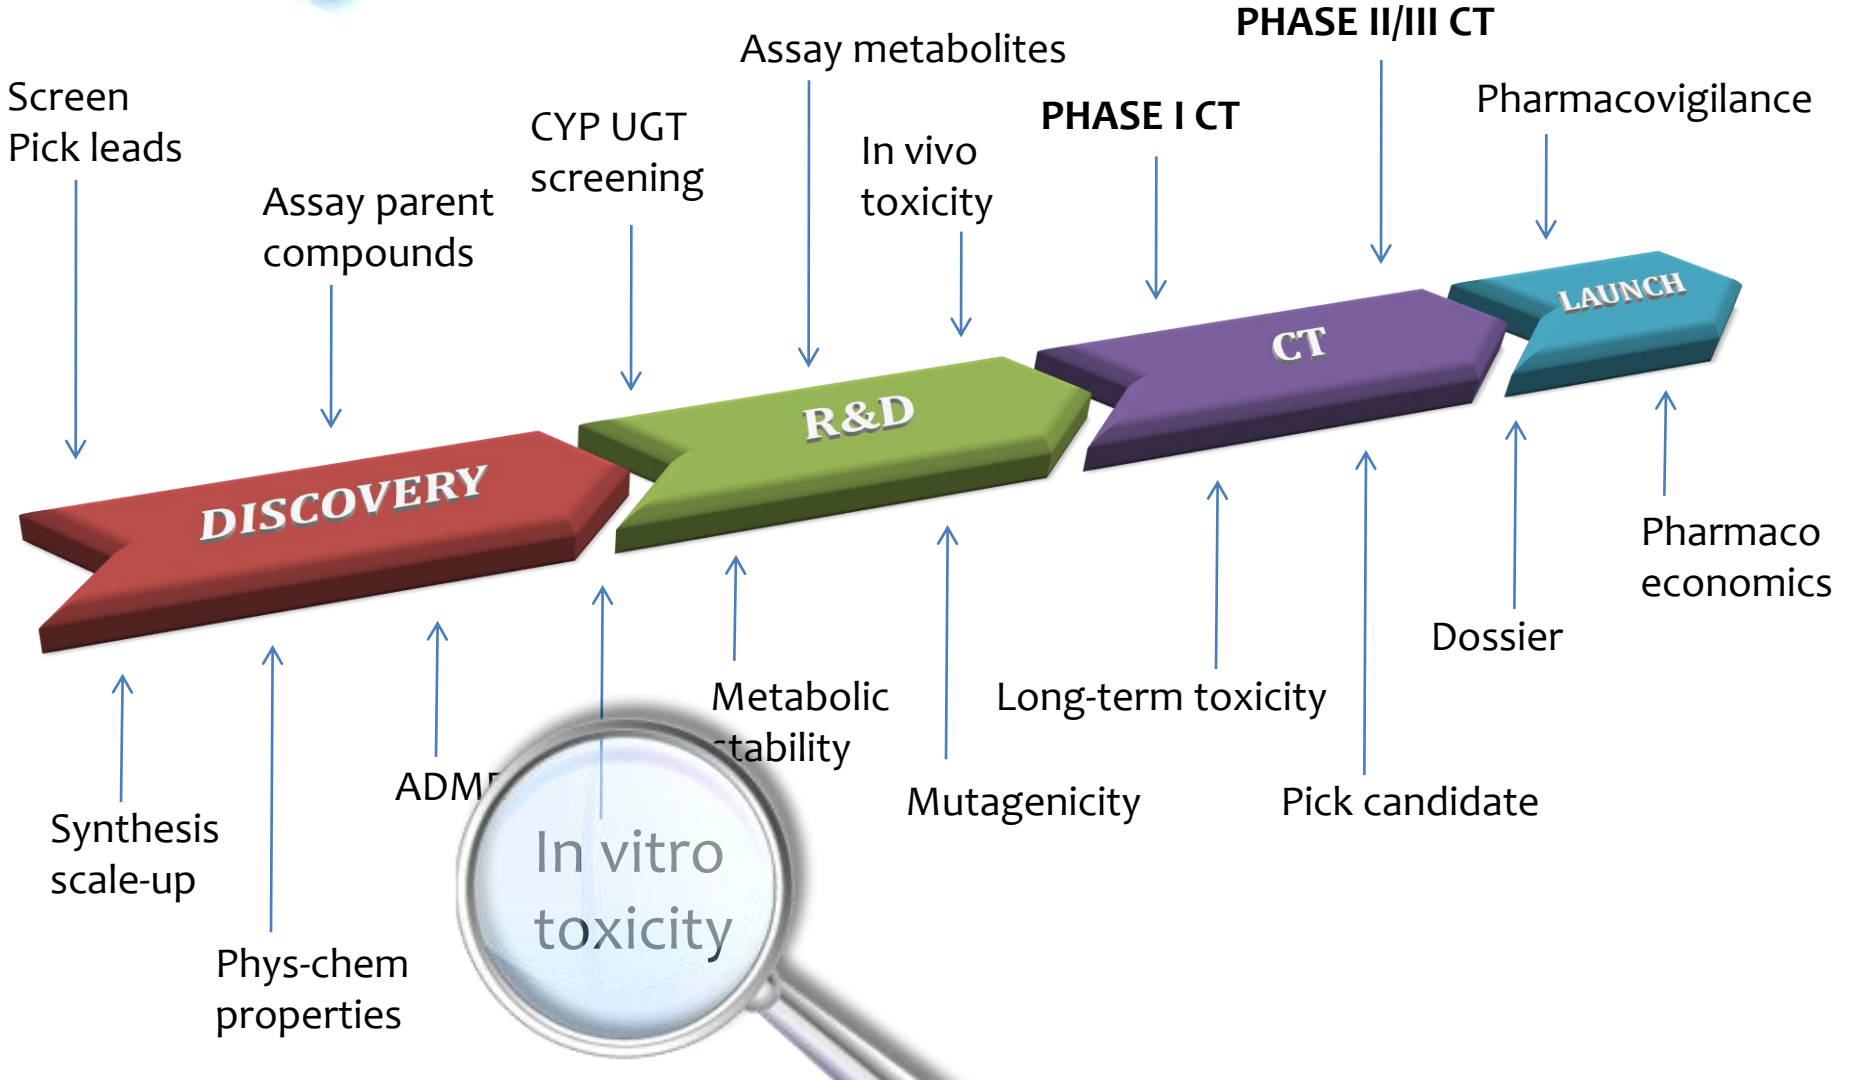 PHASE II/III CT
Assay metabolites
Screen
Pick leads
CYP UGT
screening
PHASE I CT
Pharmacovigilance
In vivo
toxicity
Assay parent
compounds
LAUNCH
CT
R&D
DISCOVERY
Pharmaco
economics
Dossier
Metabolic
stability
Long-term toxicity
Mutagenicity
Pick candidate
Synthesis
scale-up
In vitro
toxicity
Phys-chem
properties